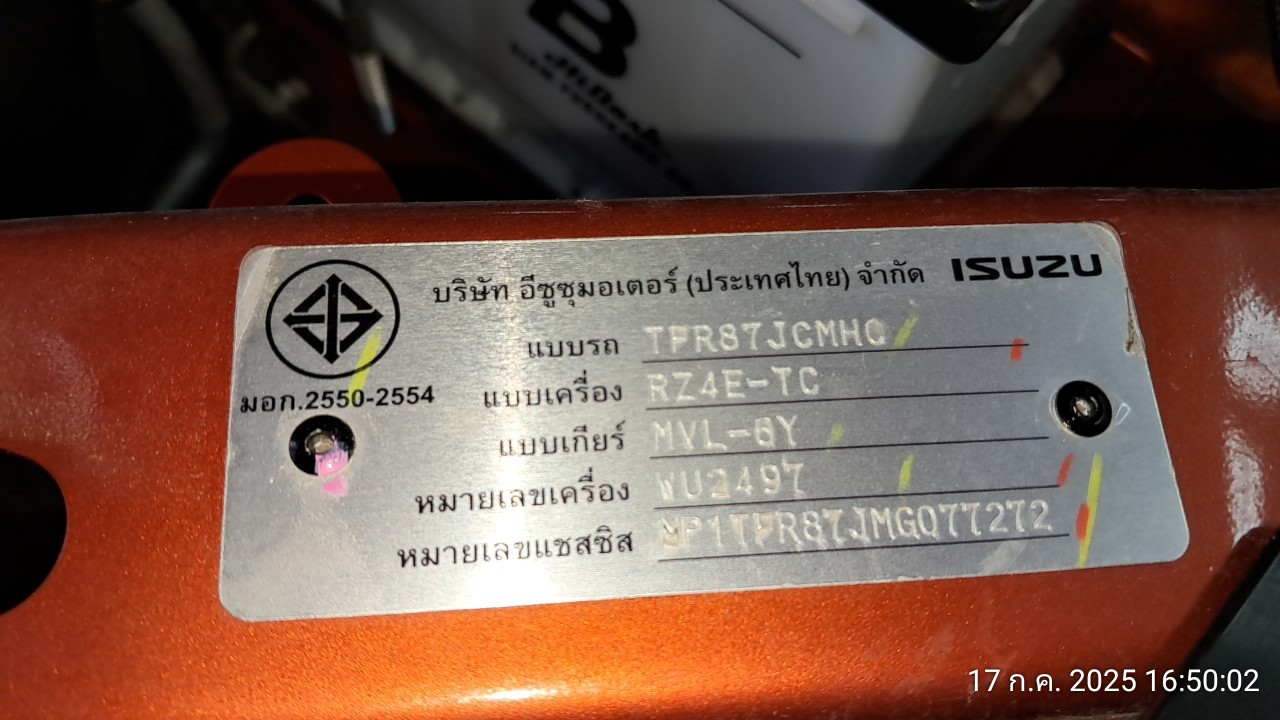 B
บริษัท อีซูซุมอเตอร์ (ประเทศไทย) จำกัด ISUZU
แบบรถ TFR87JCMHQ
มอก.2550-2554
แบบเครื่อง RZ4E-TC
แบบเกียร์ MVL-6Y
หมายเลขเครื่อง WU2497
หมายเลขแชสซิส MP1TFR87JMG077272
17 ก.ค. 2025 16:50:02